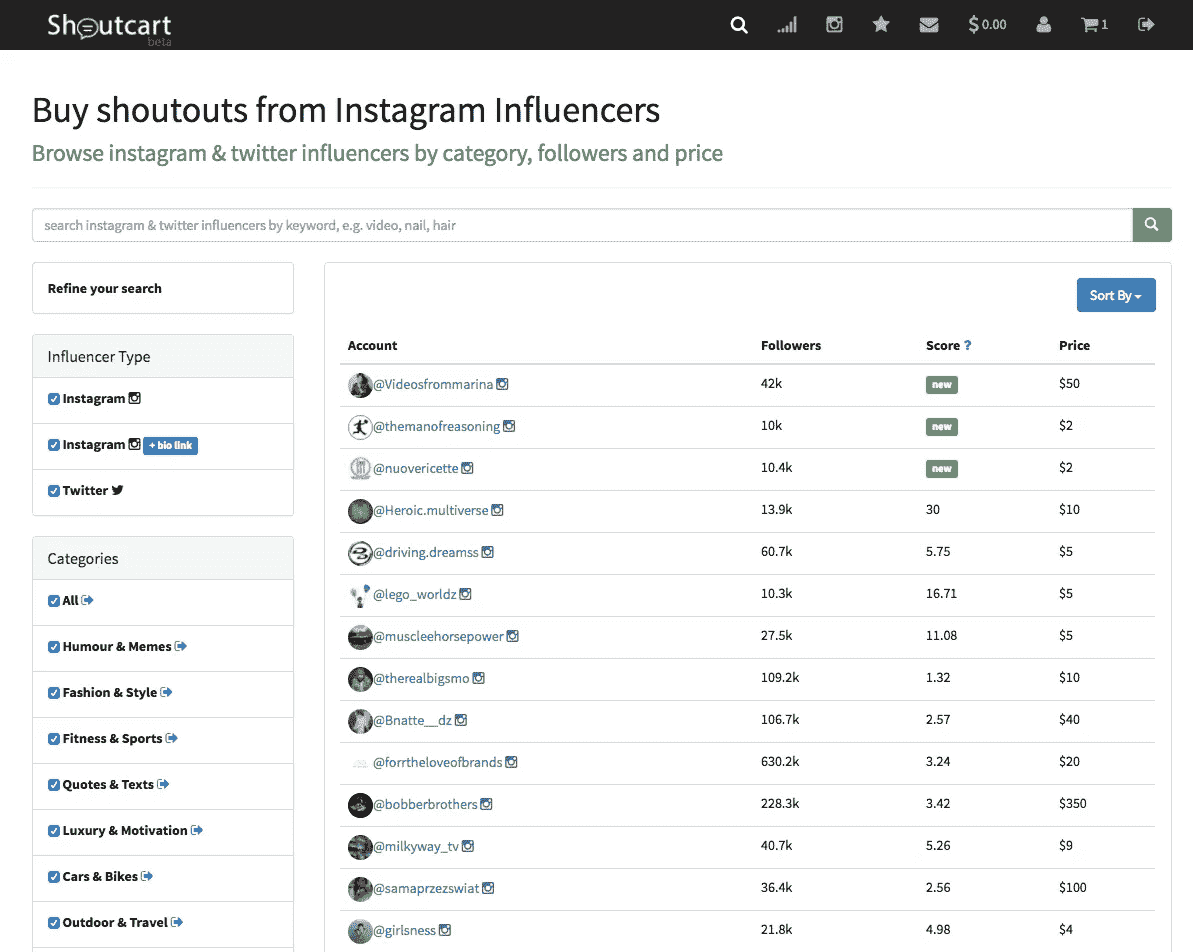 Shoutcart
beta
$ 0.00
1
Buy shoutouts from Instagram Influencers
Browse instagram & twitter influencers by category, followers and price
search instagram & twitter influencers by keyword, e.g. video, nail, hair
Refine your search
Influencer Type
Instagram
Instagram + bio link
Twitter
Categories
All
Humour & Memes
Fashion & Style
Fitness & Sports
Quotes & Texts
Luxury & Motivation
Cars & Bikes
Outdoor & Travel
Sort By
Account Followers Score ? Price
@Videosfrommarina 42k new $50
@themanofreasoning 10k new $2
@nuovericette 10.4k new $2
@Heroic.multiverse 13.9k 30 $10
@driving.dreamss 60.7k 5.75 $5
@lego_worldz 10.3k 16.71 $5
@muscleehorsepower 27.5k 11.08 $5
@therealbigsmo 109.2k 1.32 $10
@Bnatte__dz 106.7k 2.57 $40
@forrtheloveofbrands 630.2k 3.24 $20
@bobberbrothers 228.3k 3.42 $350
@milkyway_tv 40.7k 5.26 $9
@samaprzezswiat 36.4k 2.56 $100
@girlsness 21.8k 4.98 $4